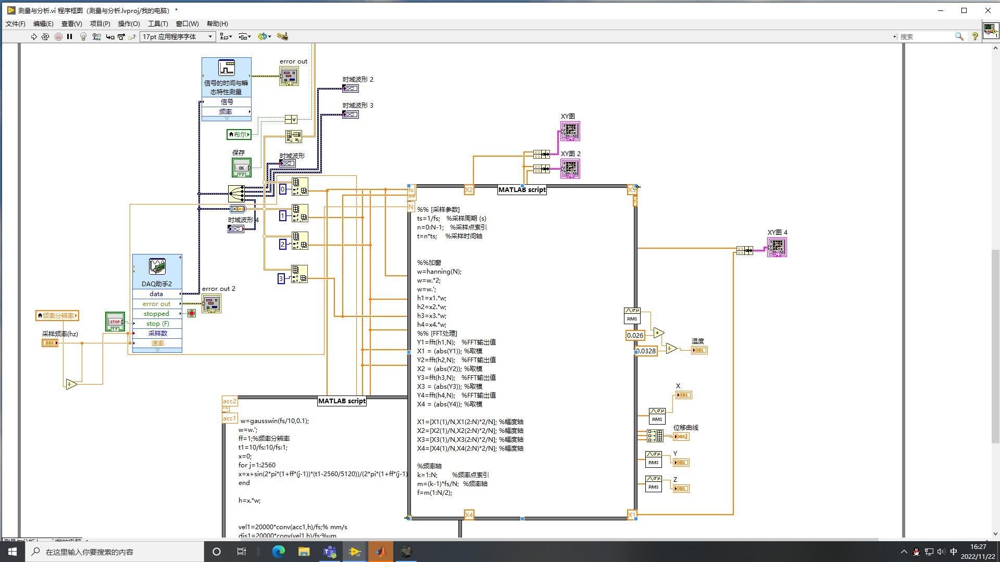 测量与分析.vi 程序框图（测量与分析.lvproj/我的电脑） *
文件(F) 编辑(E) 查看(V) 项目(P) 操作(O) 工具(T) 窗口(W) 帮助(H)
17pt 应用程序字体
搜索
1
信号的时间与瞬
态特性测量
信号
频率
error out
时域波形 2
时域波形 3
布尔
保存
OK
TF
时域波形
时域波形 4
0
1
2
3
DAQ助手2
data
error out
stopped
stop (F)
采样数
速率
error out 2
频率分辨率
STOP
TF
采样频率(hz)
DBL
XY图
XY图 2
XY图 4
MATLAB script
fs
x4
N
X2
f
X4
X1
%% [采样参数]
ts=1/fs; %采样周期 (s)
n=0:N-1; %采样点索引
t=n*ts; %采样时间轴
%%加窗
w=hanning(N);
w=w.*2;
w=w.';
h1=x1.*w;
h2=x2.*w;
h3=x3.*w;
h4=x4.*w;
%% [FFT处理]
Y1=fft(h1,N); %FFT输出值
X1 = (abs(Y1)); %取模
Y2=fft(h2,N); %FFT输出值
X2 = (abs(Y2)); %取模
Y3=fft(h3,N); %FFT输出值
X3 = (abs(Y3)); %取模
Y4=fft(h4,N); %FFT输出值
X4 = (abs(Y4)); %取模
X1=[X1(1)/N,X1(2:N)*2/N]; %幅度轴
X2=[X2(1)/N,X2(2:N)*2/N]; %幅度轴
X3=[X3(1)/N,X3(2:N)*2/N]; %幅度轴
X4=[X4(1)/N,X4(2:N)*2/N]; %幅度轴
%频率轴
k=1:N; %频率点索引
m=(k-1)*fs/N; %频率轴
f=m(1:N/2);
MATLAB script
acc2
fs
acc1
w=gausswin(fs/10,0.1);
w=w.';
ff=1;%频率分辨率
t1=10/fs:10/fs:1;
x=0;
for j=1:2560
x=x+sin(2*pi*(1+ff*(j-1))*(t1-2560/5120))/(2*pi*(1+ff*(j-1)
end
h=x.*w;
vel1=20000*conv(acc1,h)/fs;% mm/s
dis1=20000*conv(vel1,h)/fs;%um
RMS
0.026
0.0328
温度
DBL
X
DBL
RMS
位移曲线
DBL
Y
RMS
DBL
Z
RMS
DBL
在这里输入你要搜索的内容
中
16:27
2022/11/22